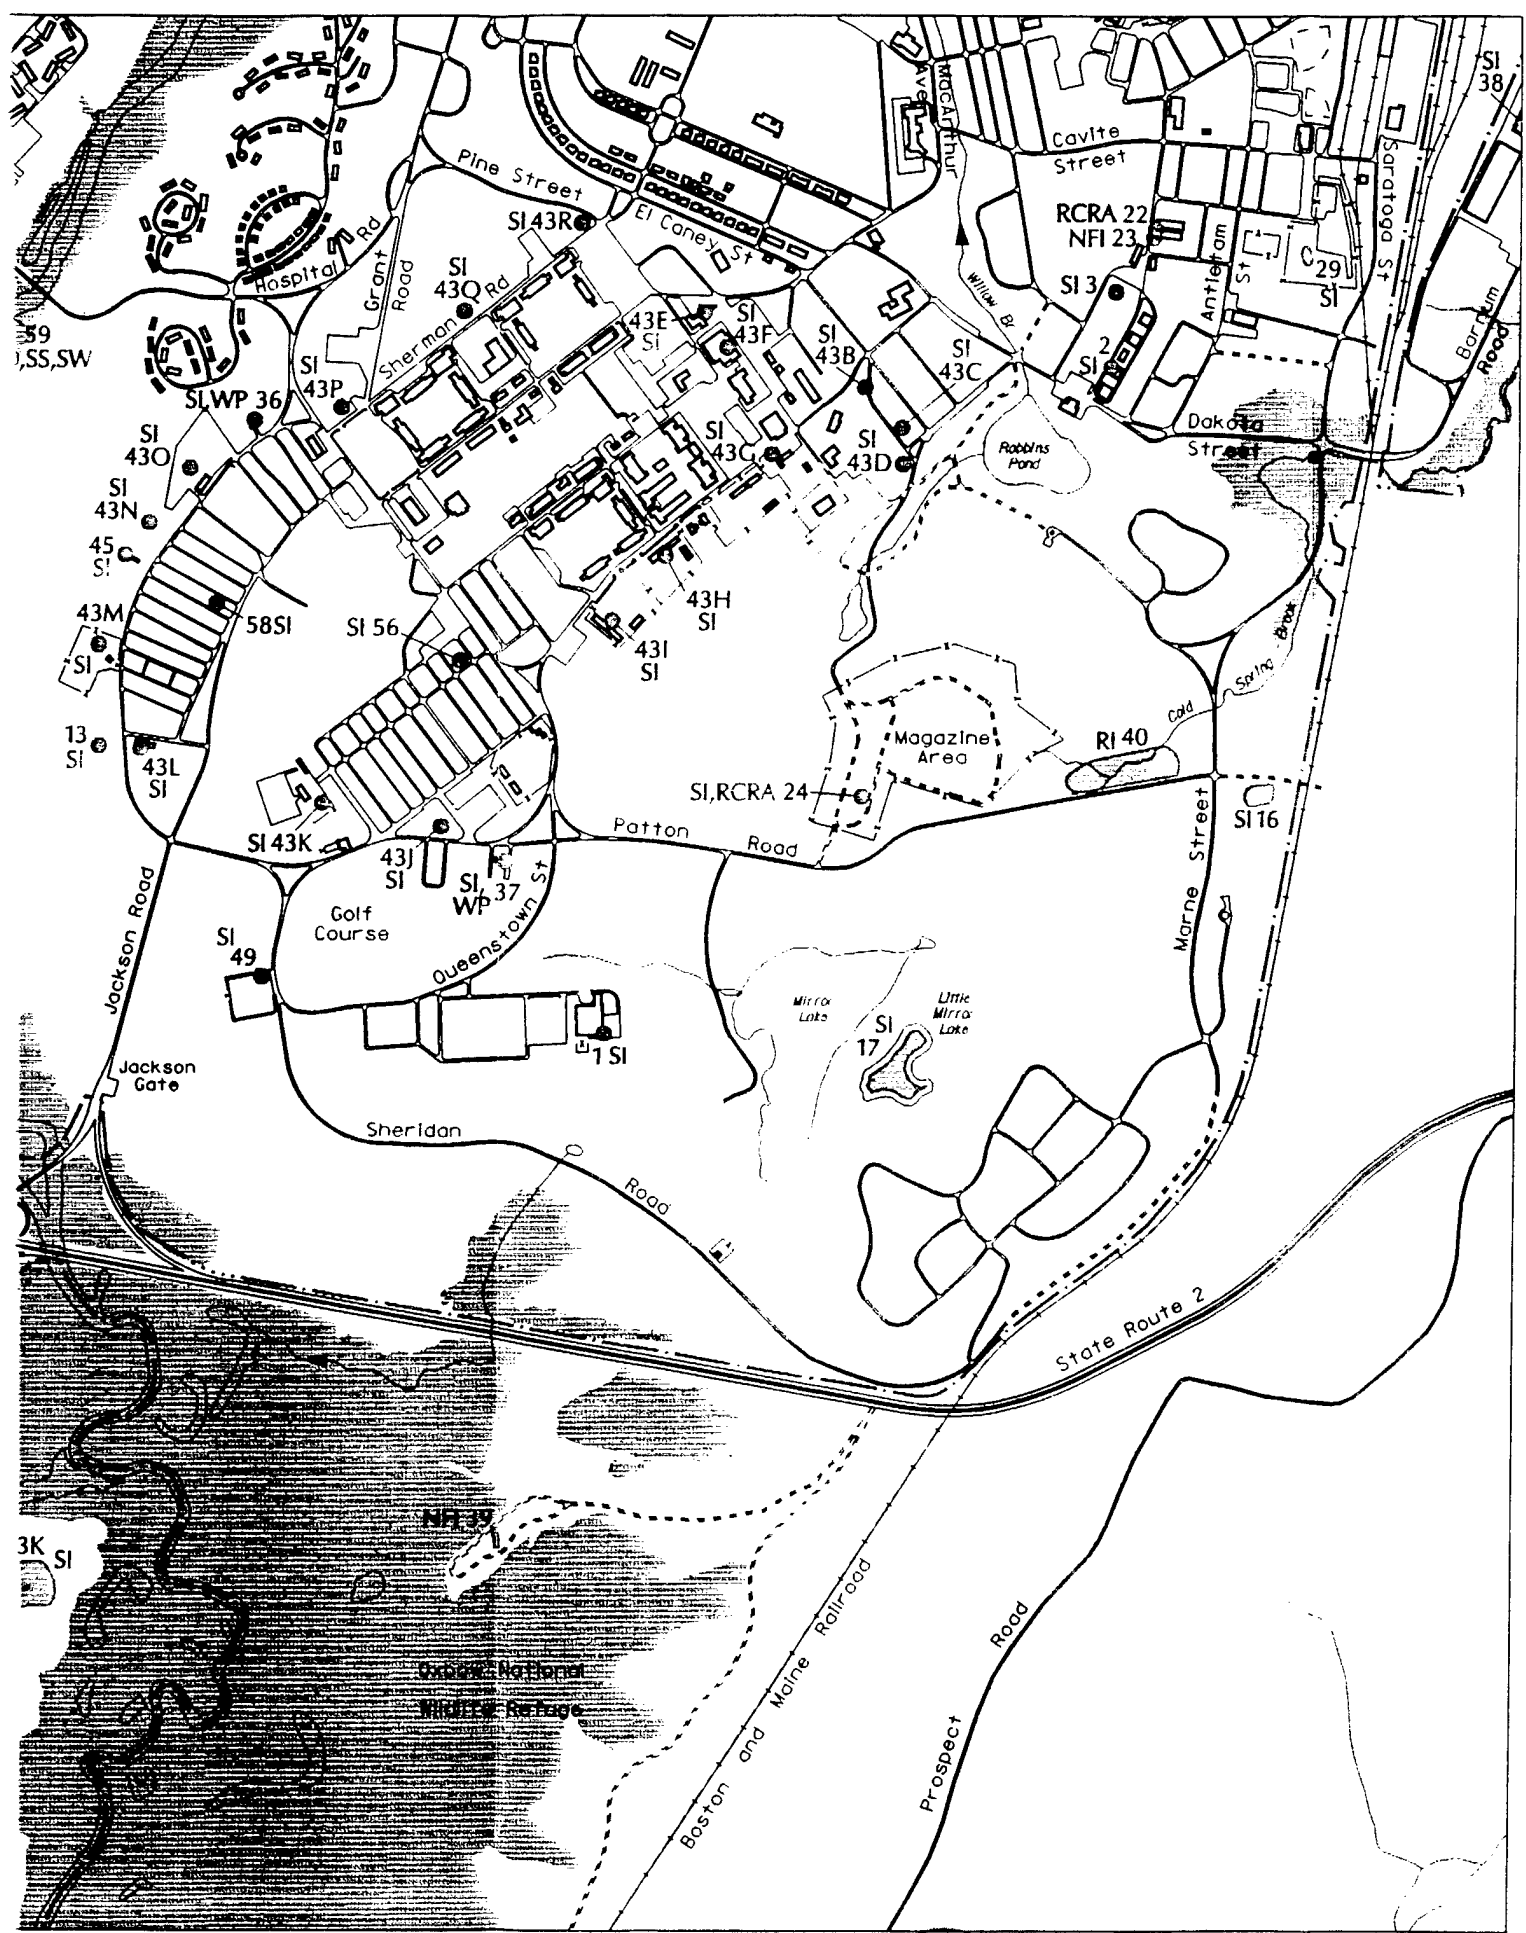 SI
38
Avenue
MacArthur
Cavite
Street
Saratoga St
Pine Street
SI 43R
El Caney St
RCRA 22
NFI 23
Antietam
St
C
29
SI
Hospital Rd
Grant
Road
SI
43Q
Sherman Rd
Willow Br
SI 3
Barnum
Road
59
,SS,SW
43E
SI
SI
43F
SI
43B
SI
43C
2
SI
SI
43P
SI,WP 36
SI
43O
SI
43G
SI
43D
Robbins
Pond
Dakota
Street
SI
43N
45
SI
43M
SI
58SI
SI 56
43H
SI
43I
SI
Cold Spring Brook
13
SI
43L
SI
Magazine
Area
RI 40
SI,RCRA 24
SI 16
SI 43K
43J
SI
SI
WP 37
Patton Road
Marne Street
Jackson Road
Golf
Course
Queenstown St
SI
49
Mirror
Lake
Little
Mirror
Lake
SI
17
1 SI
Jackson
Gate
Sheridan Road
State Route 2
NFI 39
3K
SI
Oxbow National
Wildlife Refuge
Boston and Maine Railroad
Prospect Road